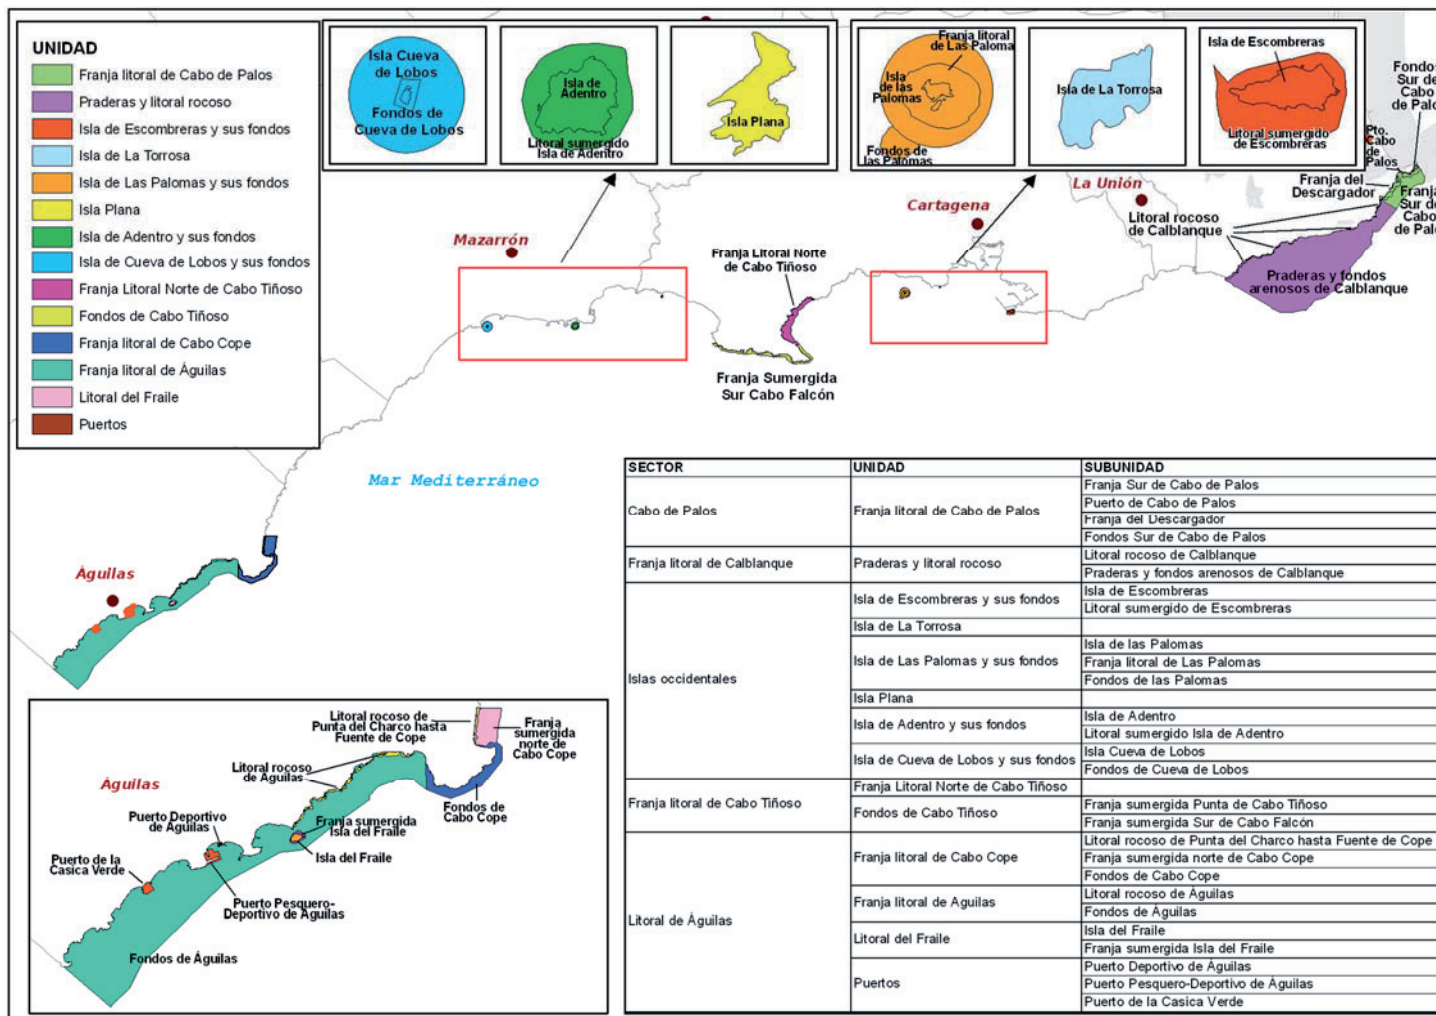 UNIDAD
Franja litoral de Cabo de Palos
Praderas y litoral rocoso
Isla de Escombreras y sus fondos
Isla de La Torrosa
Isla de Las Palomas y sus fondos
Isla Plana
Isla de Adentro y sus fondos
Isla de Cueva de Lobos y sus fondos
Franja Litoral Norte de Cabo Tiñoso
Fondos de Cabo Tiñoso
Franja litoral de Cabo Cope
Franja litoral de Águilas
Litoral del Fraile
Puertos
Isla Cueva
de Lobos
Fondos de
Cueva de Lobos
Isla de
Adentro
Litoral sumergido
Isla de Adentro
Isla Plana
Franja litoral
de Las Paloma
Isla
de las
Palomas
Fondos de
las Palomas
Isla de La Torrosa
Isla de Escombreras
Litoral sumergido
de Escombreras
Fondos
Sur de
Cabo
de Palo
Pto.
Cabo
de
Palos
Franja del
Descargador
Franja
Sur de
Cabo
de Palo
La Unión
Litoral rocoso
de Calblanque
Praderas y fondos
arenosos de Calblanque
Cartagena
Mazarrón
Franja Litoral Norte
de Cabo Tiñoso
Franja Sumergida
Sur Cabo Falcón
Mar Mediterráneo
Águilas
Litoral rocoso de
Punta del Charco hasta
Fuente de Cope
Franja
sumergida
norte de
Cabo Cope
Litoral rocoso
de Aguilas
Águilas
Fondos de
Cabo Cope
Puerto Deportivo
de Águilas
Franja sumergida
Isla del Fraile
Isla del Fraile
Puerto de la
Casica Verde
Puerto Pesquero-
Deportivo de Aguilas
Fondos de Águilas
SECTOR UNIDAD SUBUNIDAD
Cabo de Palos Franja litoral de Cabo de Palos Franja Sur de Cabo de Palos
Puerto de Cabo de Palos
Franja del Descargador
Fondos Sur de Cabo de Palos
Franja litoral de Calblanque Praderas y litoral rocoso Litoral rocoso de Calblanque
Praderas y fondos arenosos de Calblanque
Islas occidentales Isla de Escombreras y sus fondos Isla de Escombreras
Litoral sumergido de Escombreras
Isla de La Torrosa
Isla de Las Palomas y sus fondos Isla de las Palomas
Franja litoral de Las Palomas
Fondos de las Palomas
Isla Plana
Isla de Adentro y sus fondos Isla de Adentro
Litoral sumergido Isla de Adentro
Isla de Cueva de Lobos y sus fondos Isla Cueva de Lobos
Fondos de Cueva de Lobos
Franja litoral de Cabo Tiñoso Franja Litoral Norte de Cabo Tiñoso
Fondos de Cabo Tiñoso Franja sumergida Punta de Cabo Tiñoso
Franja sumergida Sur de Cabo Falcón
Litoral de Águilas Franja litoral de Cabo Cope Litoral rocoso de Punta del Charco hasta Fuente de Cope
Franja sumergida norte de Cabo Cope
Fondos de Cabo Cope
Franja litoral de Aguilas Litoral rocoso de Águilas
Fondos de Águilas
Litoral del Fraile Isla del Fraile
Franja sumergida Isla del Fraile
Puertos Puerto Deportivo de Águilas
Puerto Pesquero-Deportivo de Águilas
Puerto de la Casica Verde